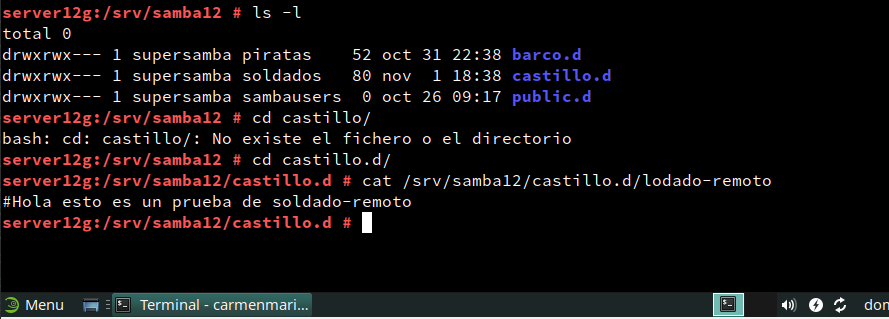 server12g:/srv/samba12 # ls -l
total 0
drwxrwx--- 1 supersamba piratas    52 oct 31 22:38 barco.d
drwxrwx--- 1 supersamba soldados   80 nov  1 18:38 castillo.d
drwxrwx--- 1 supersamba sambausers  0 oct 26 09:17 public.d
server12g:/srv/samba12 # cd castillo/
bash: cd: castillo/: No existe el fichero o el directorio
server12g:/srv/samba12 # cd castillo.d/
server12g:/srv/samba12/castillo.d # cat /srv/samba12/castillo.d/lodado-remoto
#Hola esto es un prueba de soldado-remoto
server12g:/srv/samba12/castillo.d #
Menu Terminal - carmenmari... don